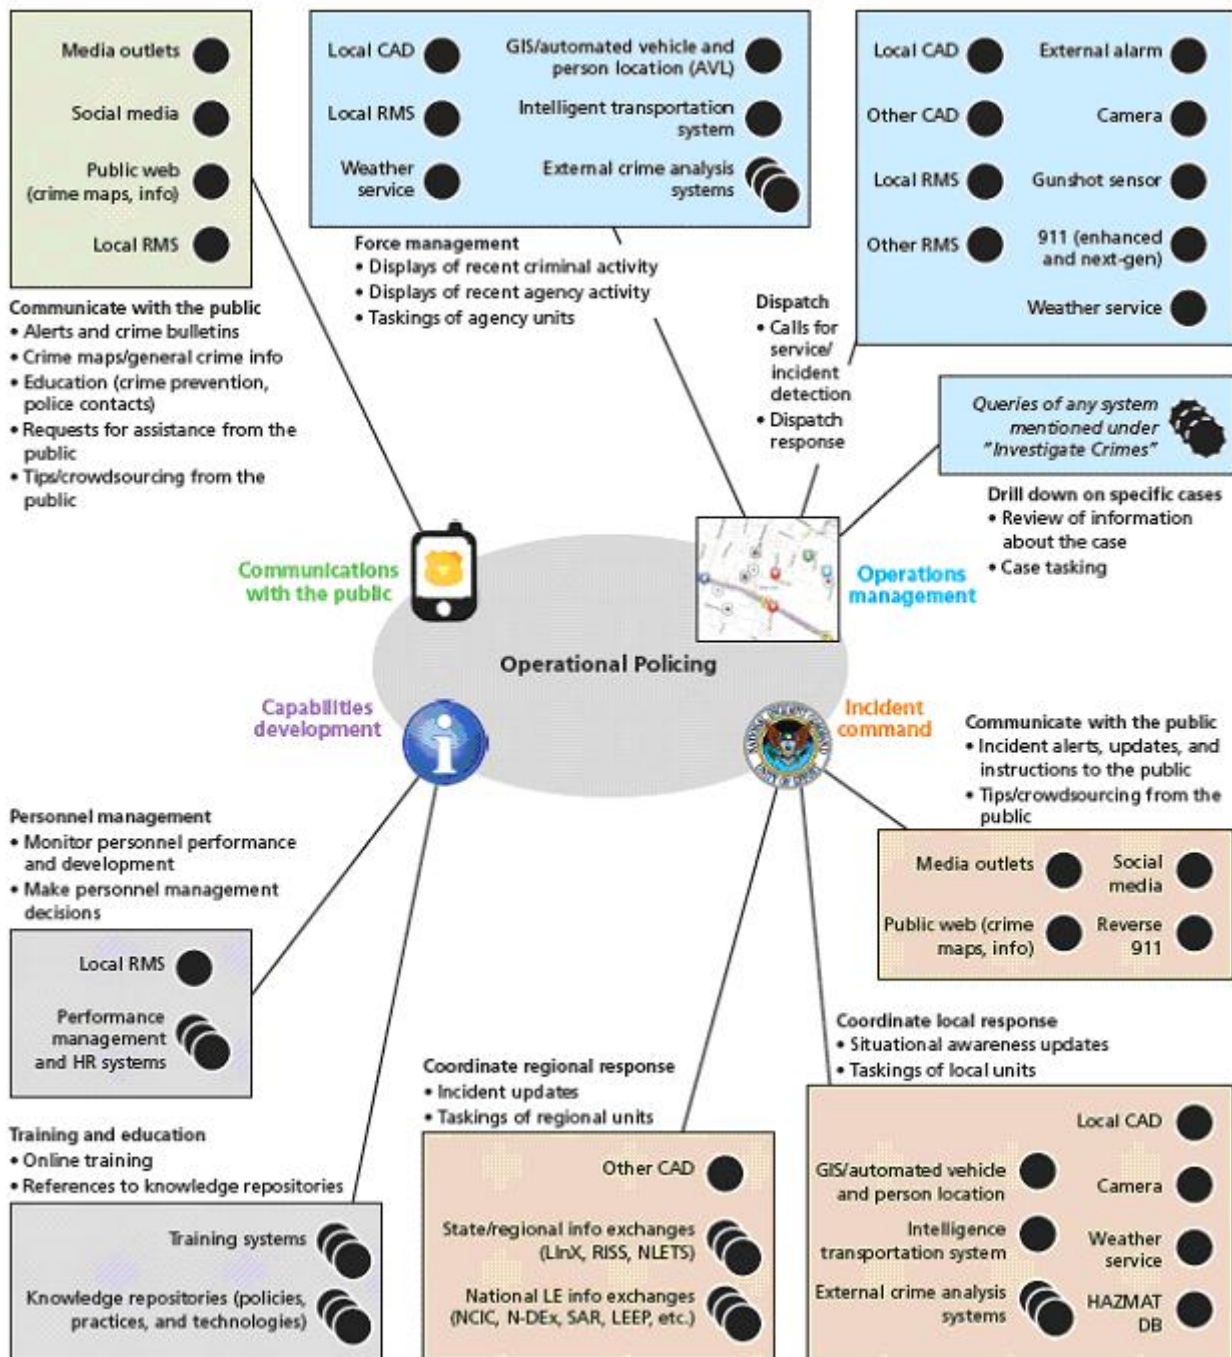 Media outlets
Social media
Public web
(crime maps, info)
Local RMS
Communicate with the public
• Alerts and crime bulletins
• Crime maps/general crime info
• Education (crime prevention,
police contacts)
• Requests for assistance from the
public
• Tips/crowdsourcing from the
public
Local CAD
GIS/automated vehicle and
person location (AVL)
Local RMS
Intelligent transportation
system
Weather
service
External crime analysis
systems
Force management
• Displays of recent criminal activity
• Displays of recent agency activity
• Taskings of agency units
Local CAD
External alarm
Other CAD
Camera
Local RMS
Gunshot sensor
Other RMS
911 (enhanced
and next-gen)
Weather service
Dispatch
• Calls for
service/
incident
detection
• Dispatch
response
Queries of any system
mentioned under
"Investigate Crimes"
Drill down on specific cases
• Review of information
about the case
• Case tasking
Communications
with the public
Operations
management
Operational Policing
Capabilities
development
Incident
command
Communicate with the public
• Incident alerts, updates, and
instructions to the public
• Tips/crowdsourcing from the
public
Media outlets
Social
media
Public web (crime
maps, info)
Reverse
911
Personnel management
• Monitor personnel performance
and development
• Make personnel management
decisions
Local RMS
Performance
management
and HR systems
Training and education
• Online training
• References to knowledge repositories
Training systems
Knowledge repositories (policies,
practices, and technologies)
Coordinate regional response
• Incident updates
• Taskings of regional units
Other CAD
State/regional info exchanges
(LInX, RISS, NLETS)
National LE info exchanges
(NCIC, N-DEx, SAR, LEEP, etc.)
Coordinate local response
• Situational awareness updates
• Taskings of local units
Local CAD
GIS/automated vehicle
and person location
Camera
Intelligence
transportation system
Weather
service
External crime analysis
systems
HAZMAT
DB